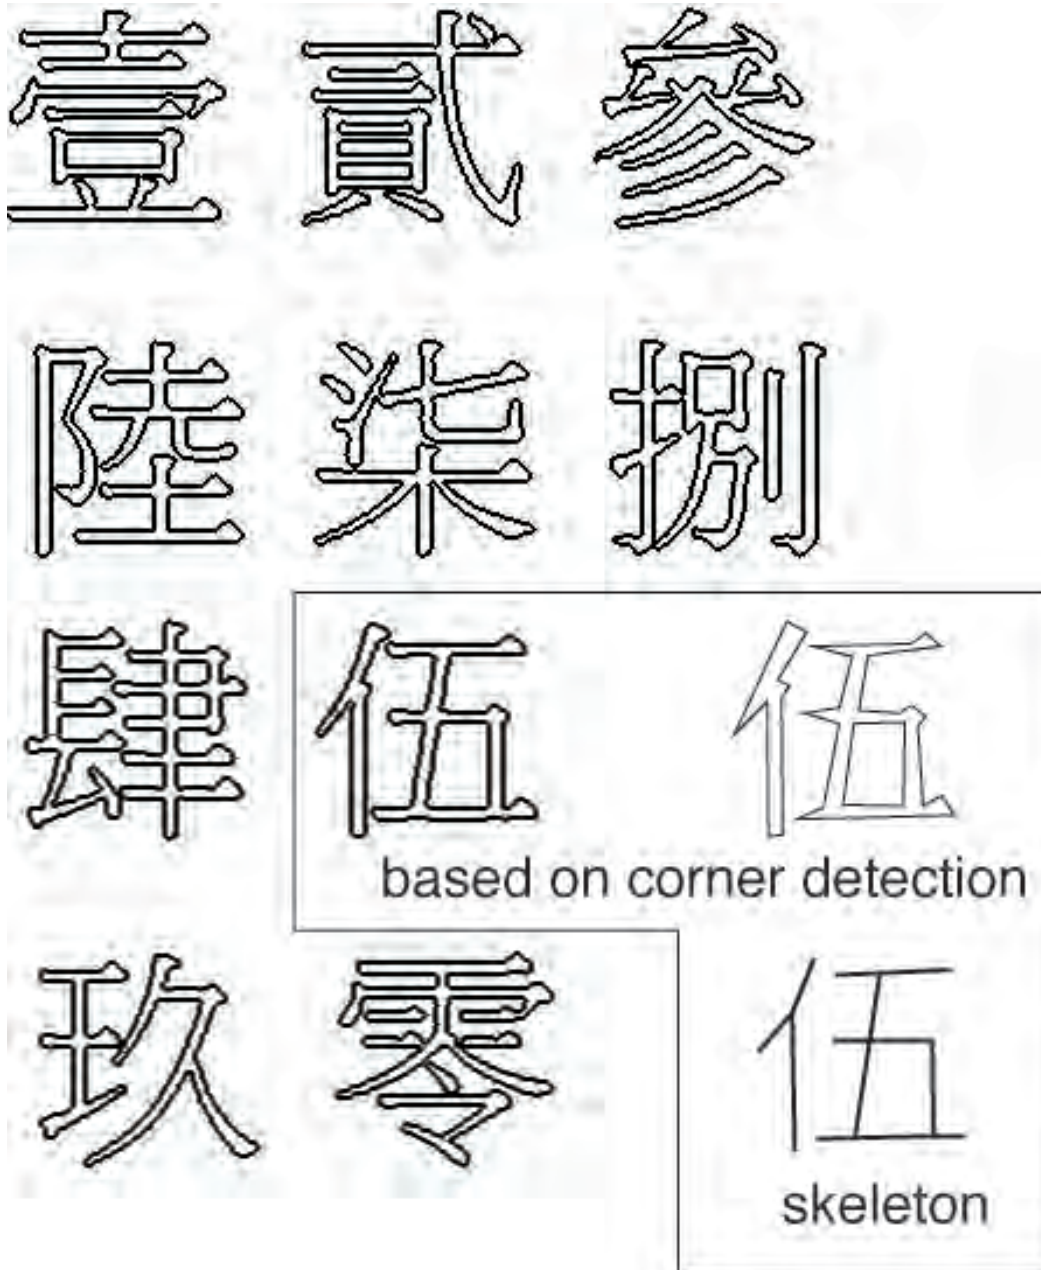 壹 貳 參
陸 柒 捌
肆 伍 伍
based on corner detection
玖 零 伍
skeleton